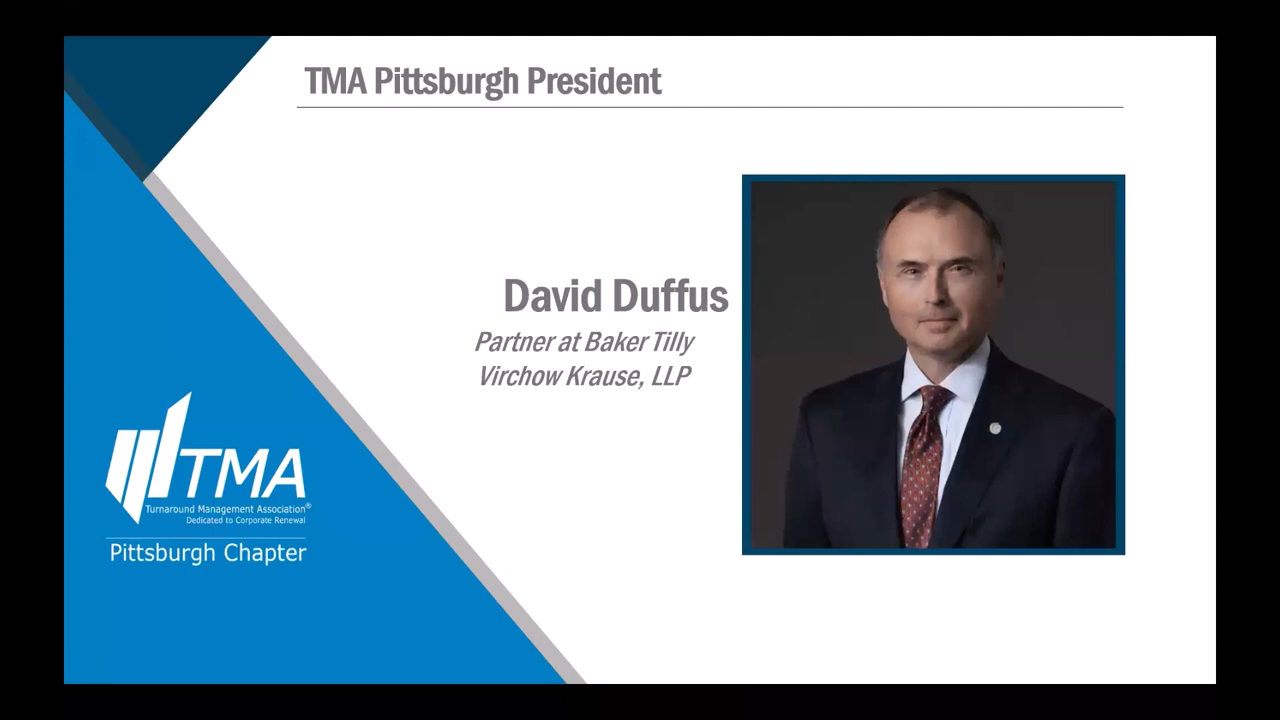 TMA Pittsburgh President
David Duffus
Partner at Baker Tilly
Virchow Krause, LLP
TMA
Turnaround Management Association®
Dedicated to Corporate Renewal
Pittsburgh Chapter